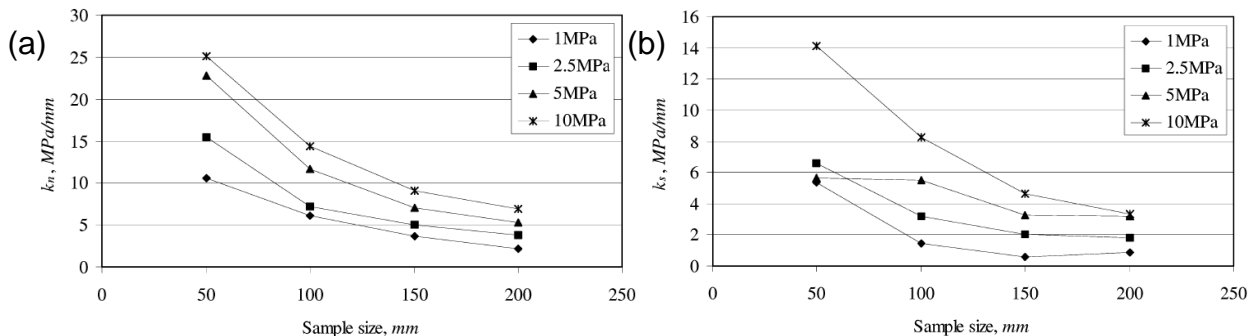 (a)
30
25
20
15
10
5
0
kn, MPa/mm
1MPa
2.5MPa
5MPa
10MPa
0 50 100 150 200 250
Sample size, mm
(b)
16
14
12
10
8
6
4
2
0
ks, MPa/mm
1MPa
2.5MPa
5MPa
10MPa
0 50 100 150 200 250
Sample size, mm